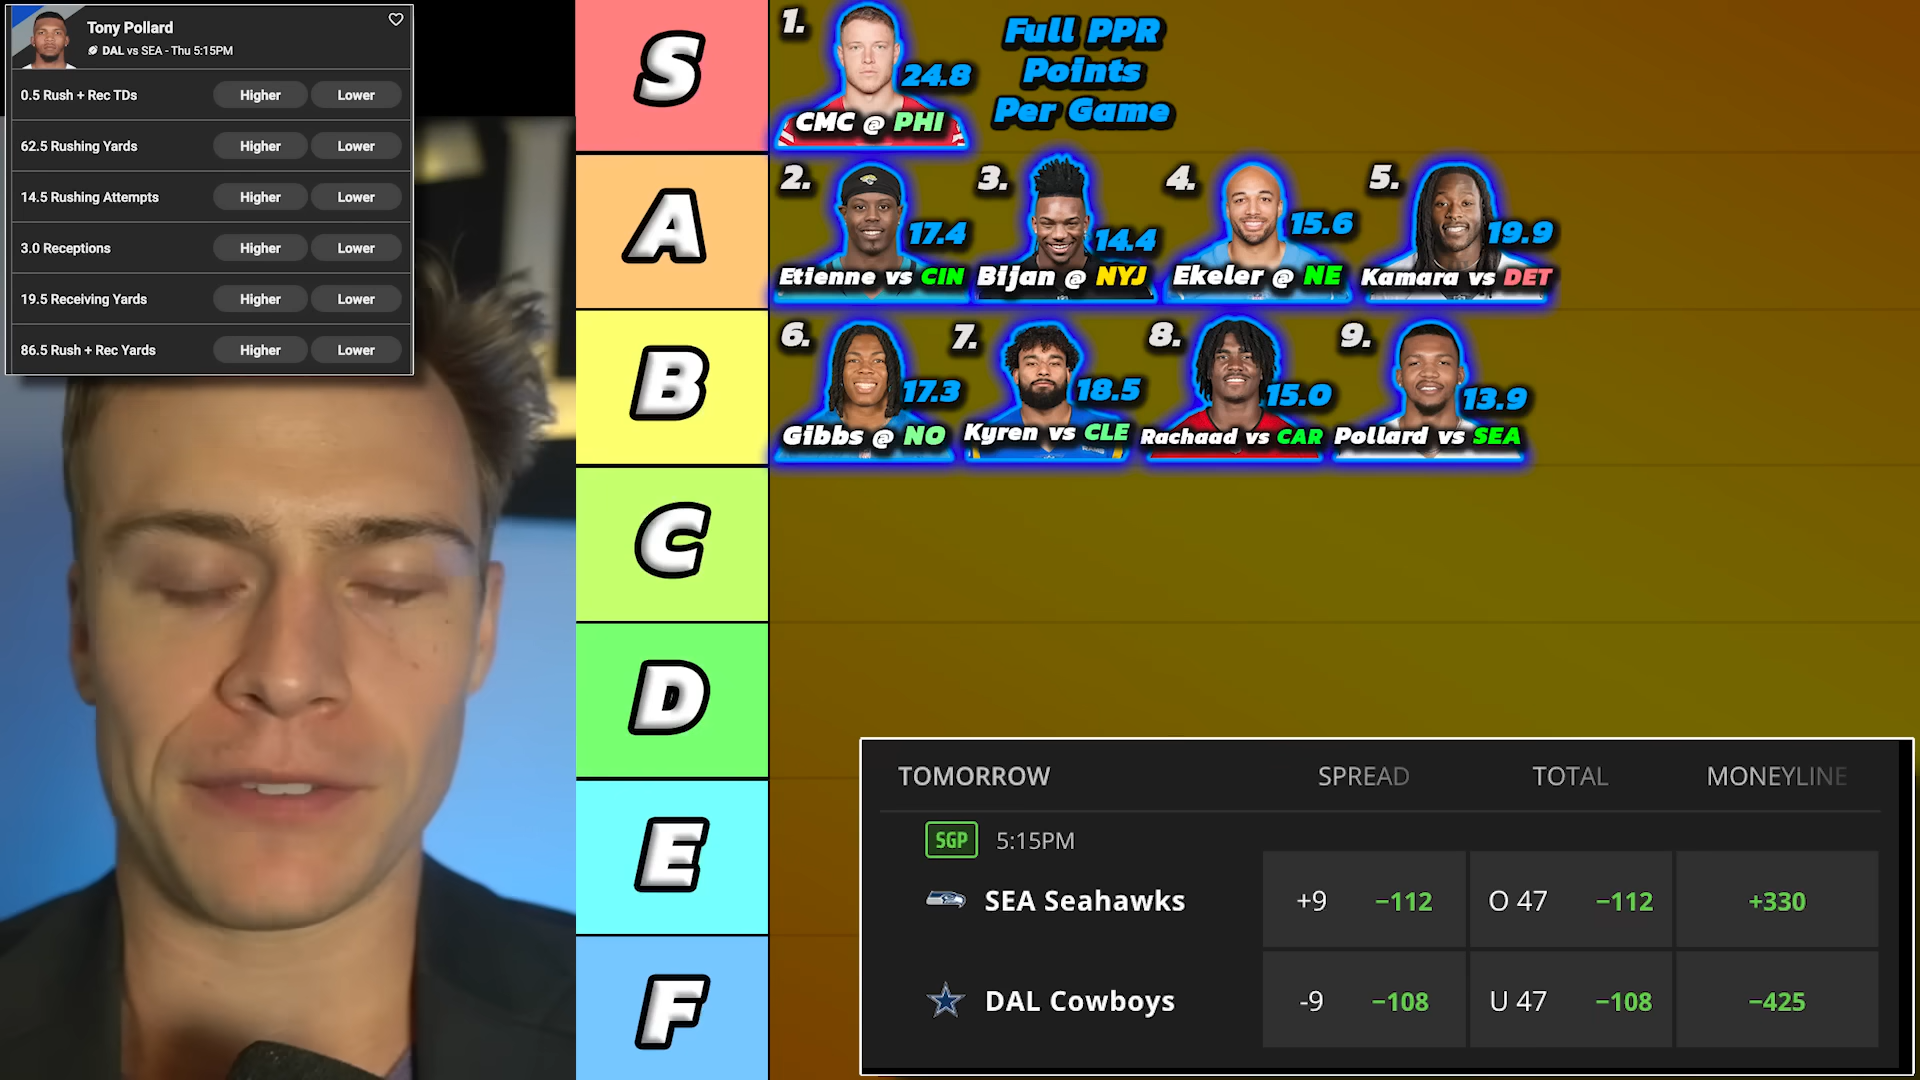 Tony Pollard
DAL vs SEA - Thu 5:15PM
0.5 Rush + Rec TDs Higher Lower
62.5 Rushing Yards Higher Lower
14.5 Rushing Attempts Higher Lower
3.0 Receptions Higher Lower
19.5 Receiving Yards Higher Lower
86.5 Rush + Rec Yards Higher Lower
S
1.
24.8
CMC @ PHI
Full PPR
Points
Per Game
A
2. 3. 4. 5.
17.4 14.4 15.6 19.9
Etienne vs CIN Bijan @ NYJ Ekeler @ NE Kamara vs DET
B
6. 7. 8. 9.
17.3 18.5 15.0 13.9
Gibbs @ NO Kyren vs CLE Rachaad vs CAR Pollard vs SEA
C
D
E
F
TOMORROW SPREAD TOTAL MONEYLINE
SGP 5:15PM
SEA Seahawks +9 −112 O 47 −112 +330
DAL Cowboys -9 −108 U 47 −108 −425